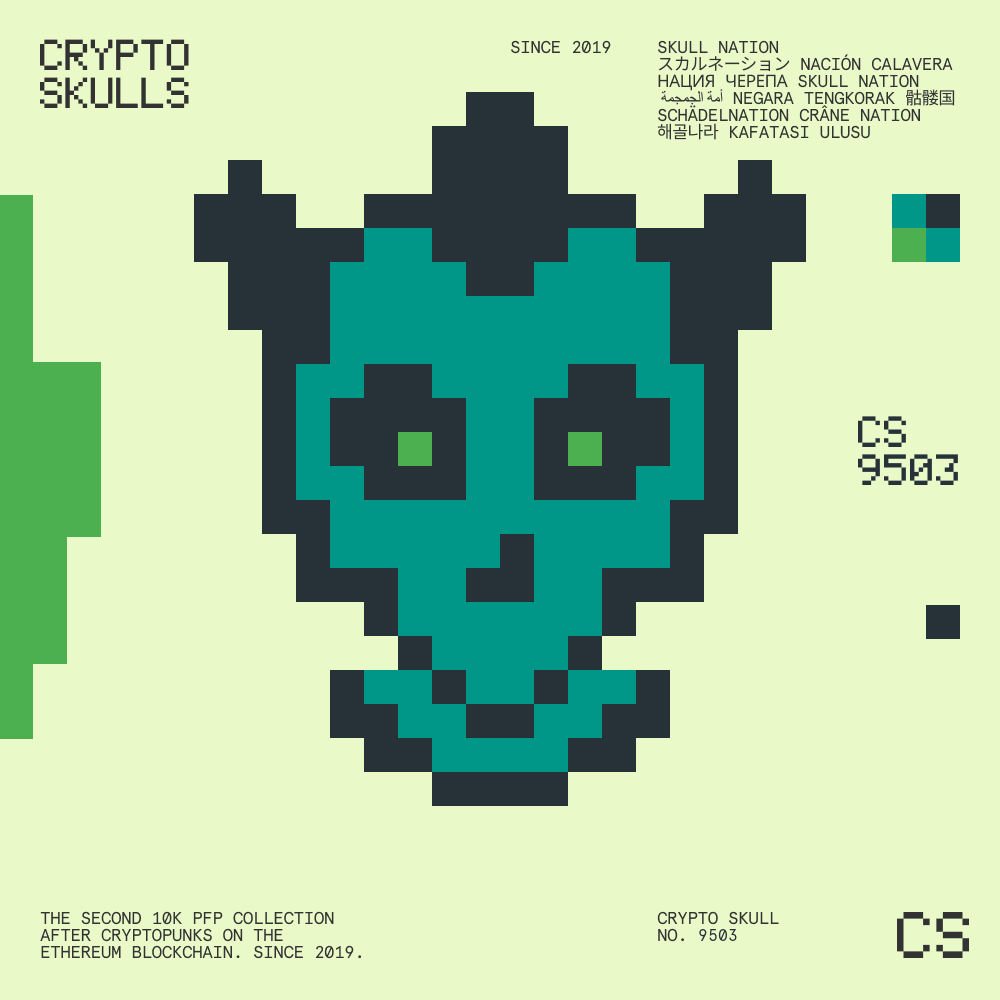 CRYPTO
SKULLS
SINCE 2019
SKULL NATION
スカルネーション NACIÓN CALAVERA
НАЦИЯ ЧЕРЕПА SKULL NATION
أمة الجمجمة NEGARA TENGKORAK 骷髅国
SCHÄDELNATION CRÂNE NATION
해골나라 KAFATASI ULUSU
CS
9503
THE SECOND 10K PFP COLLECTION
AFTER CRYPTOPUNKS ON THE
ETHEREUM BLOCKCHAIN. SINCE 2019.
CRYPTO SKULL
NO. 9503
CS